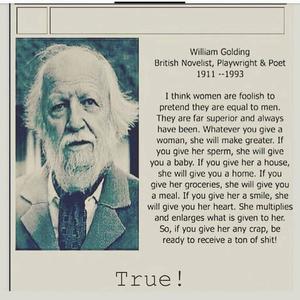 William Golding
British Novelist, Playwright & Poet
1911 --1993
I think women are foolish to
pretend they are equal to men.
They are far superior and always
have been. Whatever you give a
woman, she will make greater. If
you give her sperm, she will give
you a baby. If you give her a house,
she will give you a home. If you give
her groceries, she will give you
a meal. If you give her a smile, she
will give you her heart. She multiplies
and enlarges what is given to her.
So, if you give her any crap, be
ready to receive a ton of shit!
True!